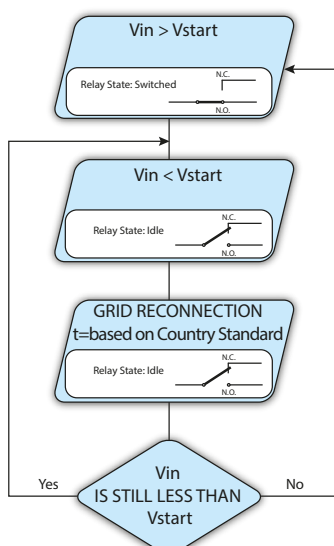 Vin > Vstart
N.C.
Relay State: Switched
N.O.
Vin < Vstart
N.C.
Relay State: Idle
N.O.
GRID RECONNECTION
t=based on Country Standard
N.C.
Relay State: Idle
N.O.
Yes
Vin
No
IS STILL LESS THAN
Vstart